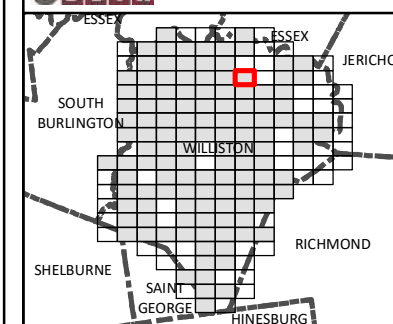 ESSEX
ESSEX
JERICHO
SOUTH
BURLINGTON
WILLISTON
RICHMOND
SHELBURNE
SAINT
GEORGE
HINESBURG